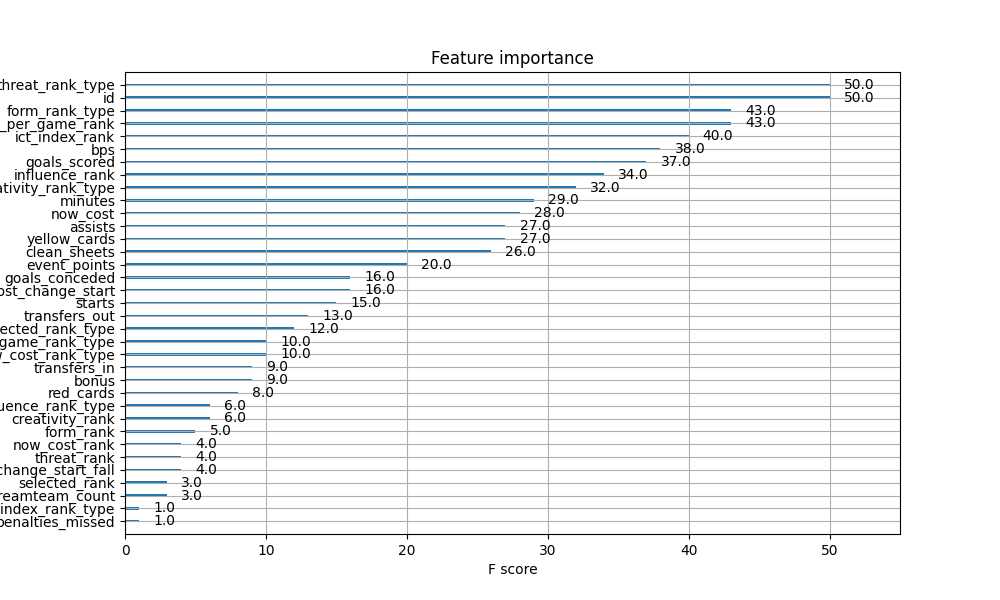 Feature importance
threat_rank_type 50.0
id 50.0
form_rank_type 43.0
_per_game_rank 43.0
ict_index_rank 40.0
bps 38.0
goals_scored 37.0
influence_rank 34.0
ativity_rank_type 32.0
minutes 29.0
now_cost 28.0
assists 27.0
yellow_cards 27.0
clean_sheets 26.0
event_points 20.0
goals_conceded 16.0
ost_change_start 16.0
starts 15.0
transfers_out 13.0
ected_rank_type 12.0
game_rank_type 10.0
_cost_rank_type 10.0
transfers_in 9.0
bonus 9.0
red_cards 8.0
uence_rank_type 6.0
creativity_rank 6.0
form_rank 5.0
now_cost_rank 4.0
threat_rank 4.0
change_start_fall 4.0
selected_rank 3.0
reamteam_count 3.0
index_rank_type 1.0
penalties_missed 1.0
0 10 20 30 40 50
F score